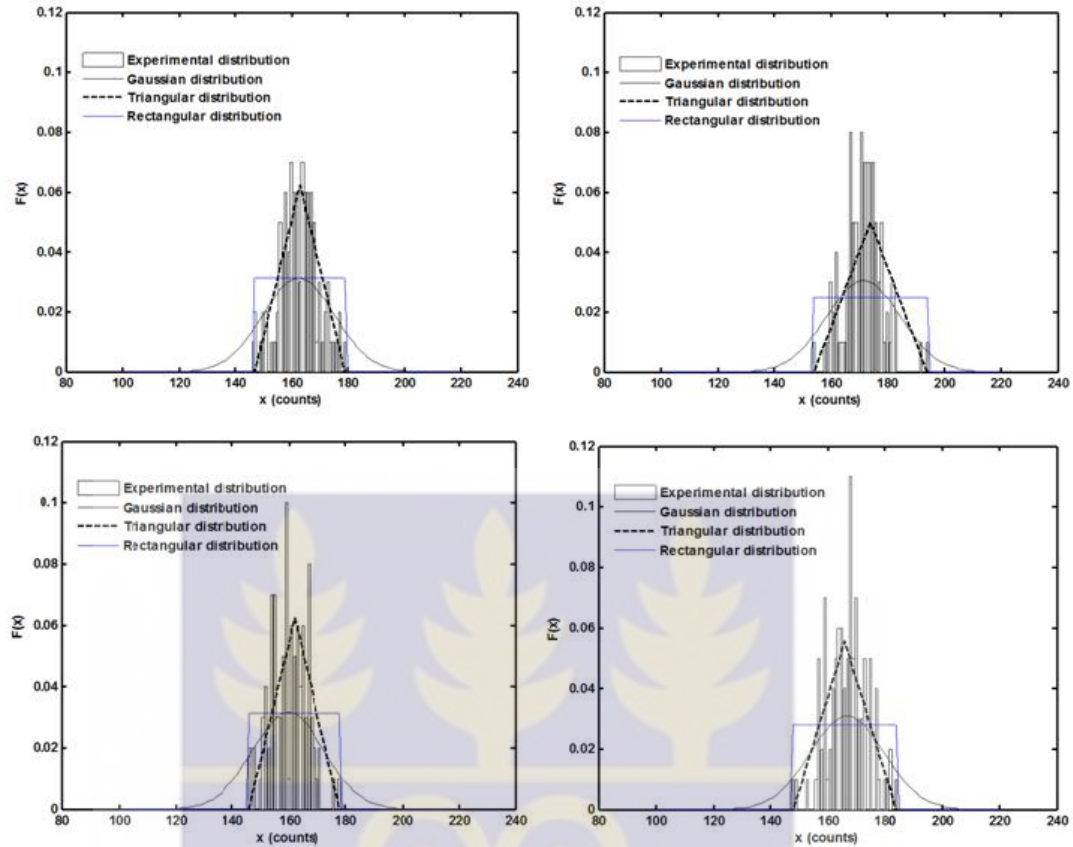 0.12
0.1
0.08
0.06
0.04
0.02
0
F(x)
Experimental distribution
Gaussian distribution
Triangular distribution
Rectangular distribution
80 100 120 140 160 180 200 220 240
x (counts)
0.12
0.1
0.08
0.06
0.04
0.02
0
F(x)
Experimental distribution
Gaussian distribution
Triangular distribution
Rectangular distribution
80 100 120 140 160 180 200 220 240
x (counts)
0.12
0.1
0.08
0.06
0.04
0.02
0
F(x)
Experimental distribution
Gaussian distribution
Triangular distribution
Rectangular distribution
80 100 120 140 160 180 200 220 240
x (counts)
0.12
0.1
0.08
0.06
0.04
0.02
0
F(x)
Experimental distribution
Gaussian distribution
Triangular distribution
Rectangular distribution
80 100 120 140 160 180 200 220 240
x (counts)